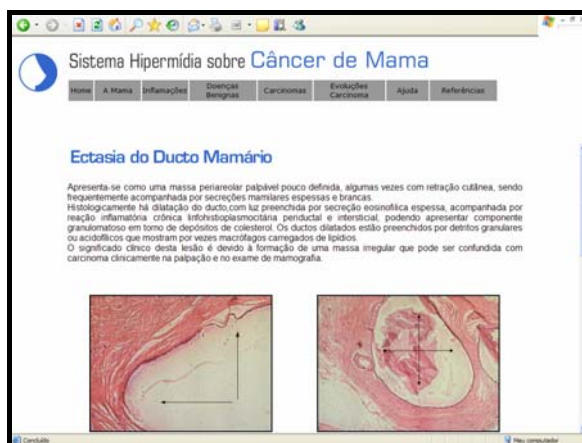 Sistema Hipermídia sobre Câncer de Mama
Home A Mama Inflamações Doenças Benignas Carcinomas Evoluções Carcinoma Ajuda Referências
Ectasia do Ducto Mamário
Apresenta-se como uma massa periareolar palpável pouco definida, algumas vezes com retração cutânea, sendo
frequentemente acompanhada por secreções mamilares espessas e brancas.
Histologicamente há dilatação do ducto,com luz preenchida por secreção eosinofílica espessa, acompanhada por
reação inflamatória crônica linfohistioplasmocitária periductal e intersticial, podendo apresentar componente
granulomatoso em torno de depósitos de colesterol. Os ductos dilatados estão preenchidos por detritos granulares
ou acidofílicos que mostram por vezes macrófagos carregados de lipídios.
O significado clínico desta lesão é devido à formação de uma massa irregular que pode ser confundida com
carcinoma clinicamente na palpação e no exame de mamografia.
Concluído Meu computador